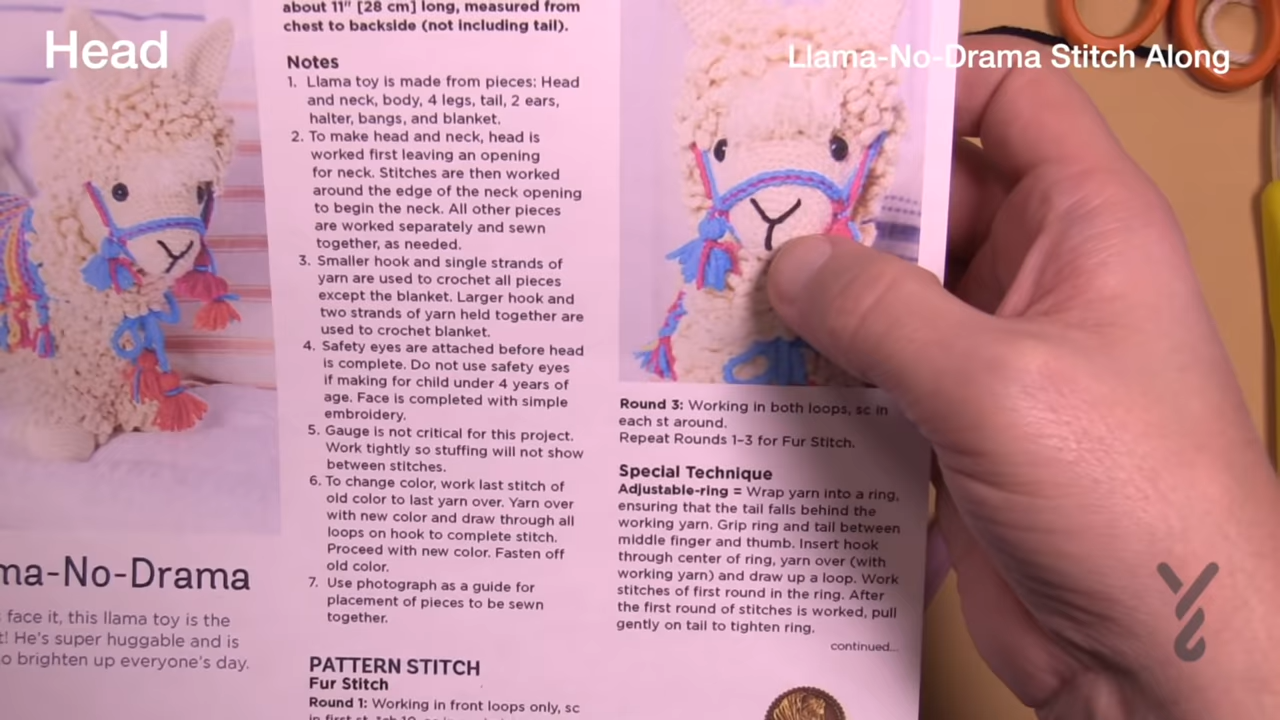 Head
Llama-No-Drama Stitch Along
ma-No-Drama
face it, this llama toy is the
t! He's super huggable and is
o brighten up everyone's day.
about 11" [28 cm] long, measured from
chest to backside (not including tail).
Notes
1. Llama toy is made from pieces: Head
and neck, body, 4 legs, tail, 2 ears,
halter, bangs, and blanket.
2. To make head and neck, head is
worked first leaving an opening
for neck. Stitches are then worked
around the edge of the neck opening
to begin the neck. All other pieces
are worked separately and sewn
together, as needed.
3. Smaller hook and single strands of
yarn are used to crochet all pieces
except the blanket. Larger hook and
two strands of yarn held together are
used to crochet blanket.
4. Safety eyes are attached before head
is complete. Do not use safety eyes
if making for child under 4 years of
age. Face is completed with simple
embroidery.
5. Gauge is not critical for this project.
Work tightly so stuffing will not show
between stitches.
6. To change color, work last stitch of
old color to last yarn over. Yarn over
with new color and draw through all
loops on hook to complete stitch.
Proceed with new color. Fasten off
old color.
7. Use photograph as a guide for
placement of pieces to be sewn
together.
PATTERN STITCH
Fur Stitch
Round 1: Working in front loops only, sc
Round 3: Working in both loops, sc in
each st around.
Repeat Rounds 1–3 for Fur Stitch.
Special Technique
Adjustable-ring = Wrap yarn into a ring,
ensuring that the tail falls behind the
working yarn. Grip ring and tail between
middle finger and thumb. Insert hook
through center of ring, yarn over (with
working yarn) and draw up a loop. Work
stitches of first round in the ring. After
the first round of stitches is worked, pull
gently on tail to tighten ring.
continued...